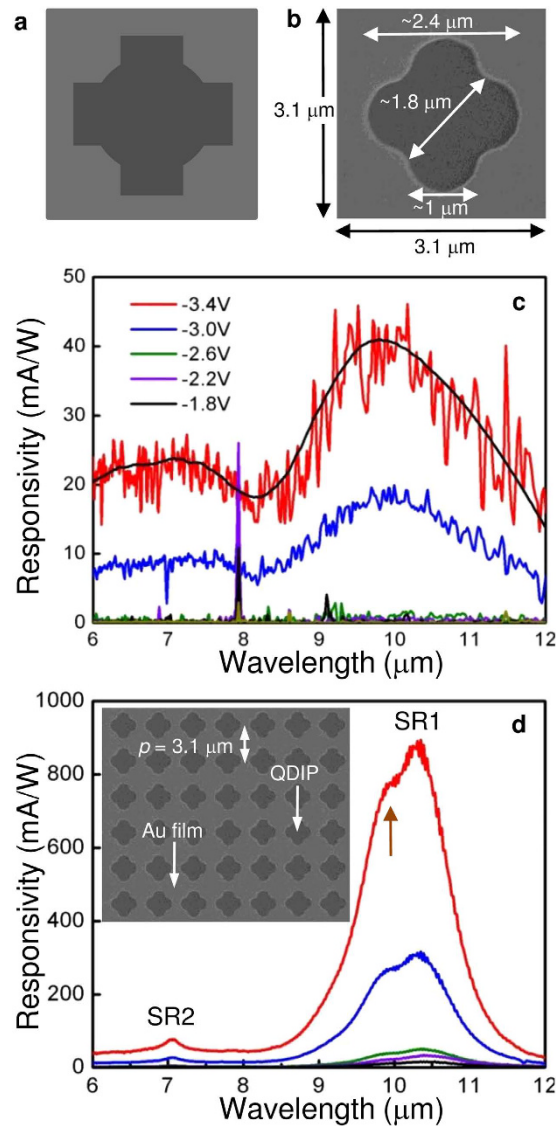 a
b
~2.4 μm
3.1 μm
~1.8 μm
~1 μm
3.1 μm
c
50
40
30
20
10
0
Responsivity (mA/W)
-3.4V
-3.0V
-2.6V
-2.2V
-1.8V
6 7 8 9 10 11 12
Wavelength (μm)
d
1000
800
600
400
200
0
Responsivity (mA/W)
p = 3.1 μm
QDIP
Au film
SR1
SR2
6 7 8 9 10 11 12
Wavelength (μm)